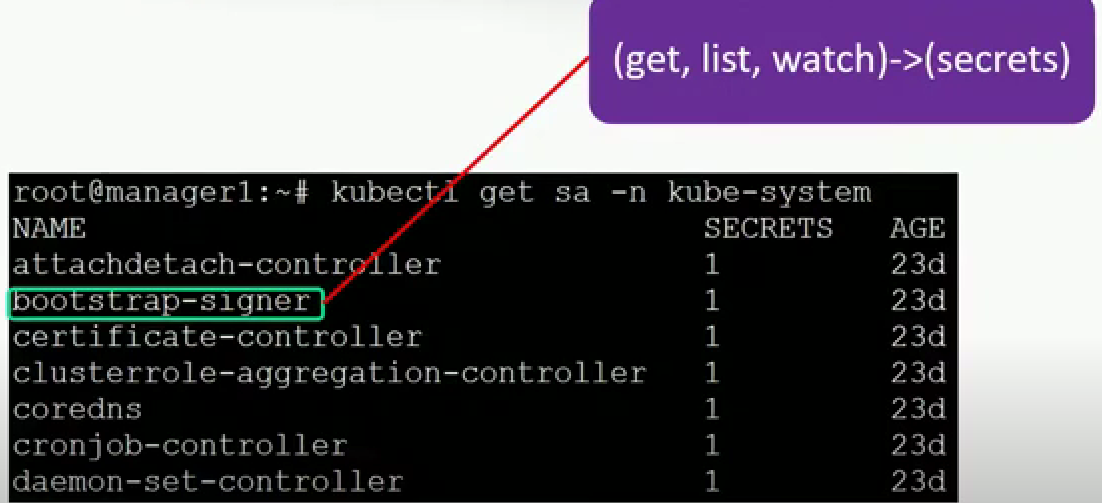 (get, list, watch)->(secrets)
root@manager1:~# kubectl get sa -n kube-system
NAME SECRETS AGE
attachdetach-controller 1 23d
bootstrap-signer 1 23d
certificate-controller 1 23d
clusterrole-aggregation-controller 1 23d
coredns 1 23d
cronjob-controller 1 23d
daemon-set-controller 1 23d